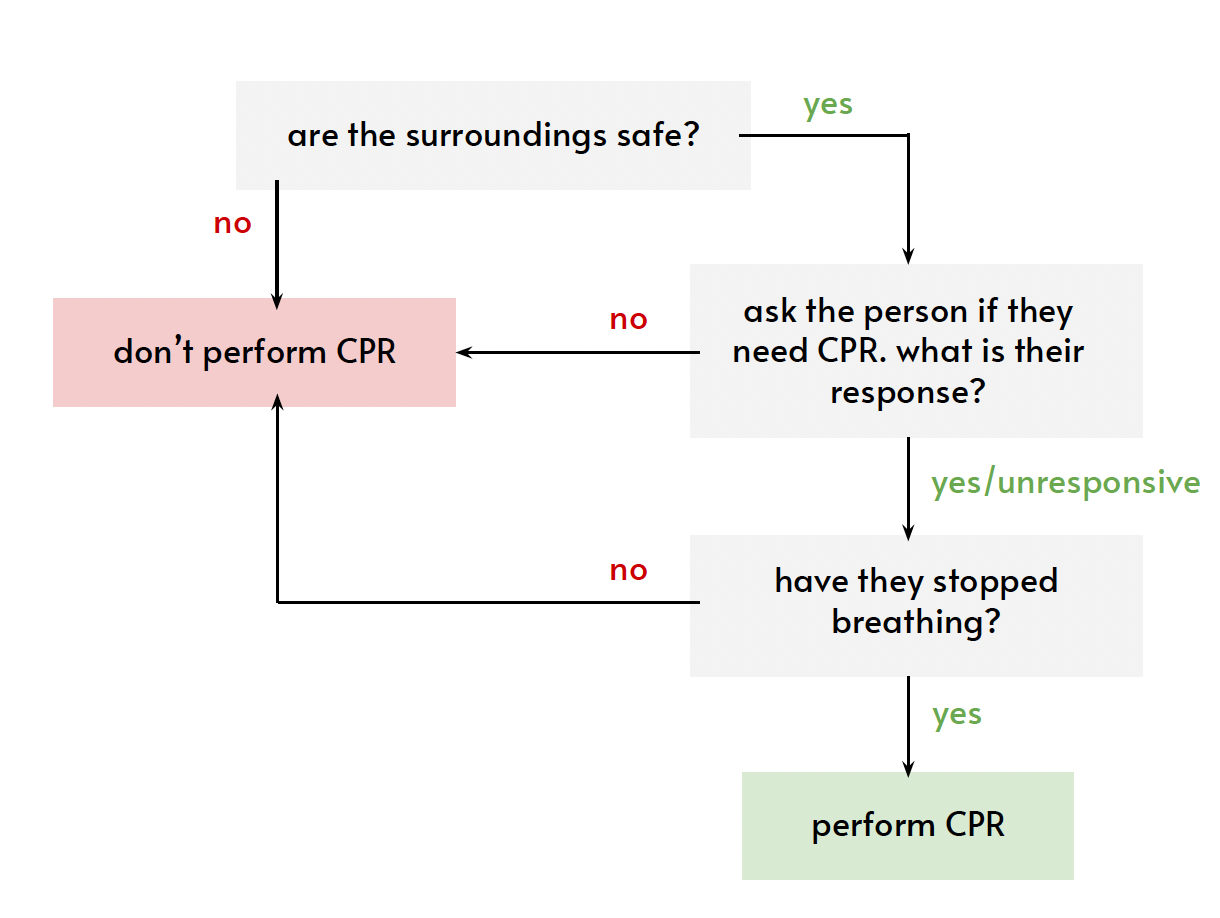 are the surroundings safe?
yes
no
don’t perform CPR
no
ask the person if they
need CPR. what is their
response?
yes/unresponsive
no
have they stopped
breathing?
yes
perform CPR